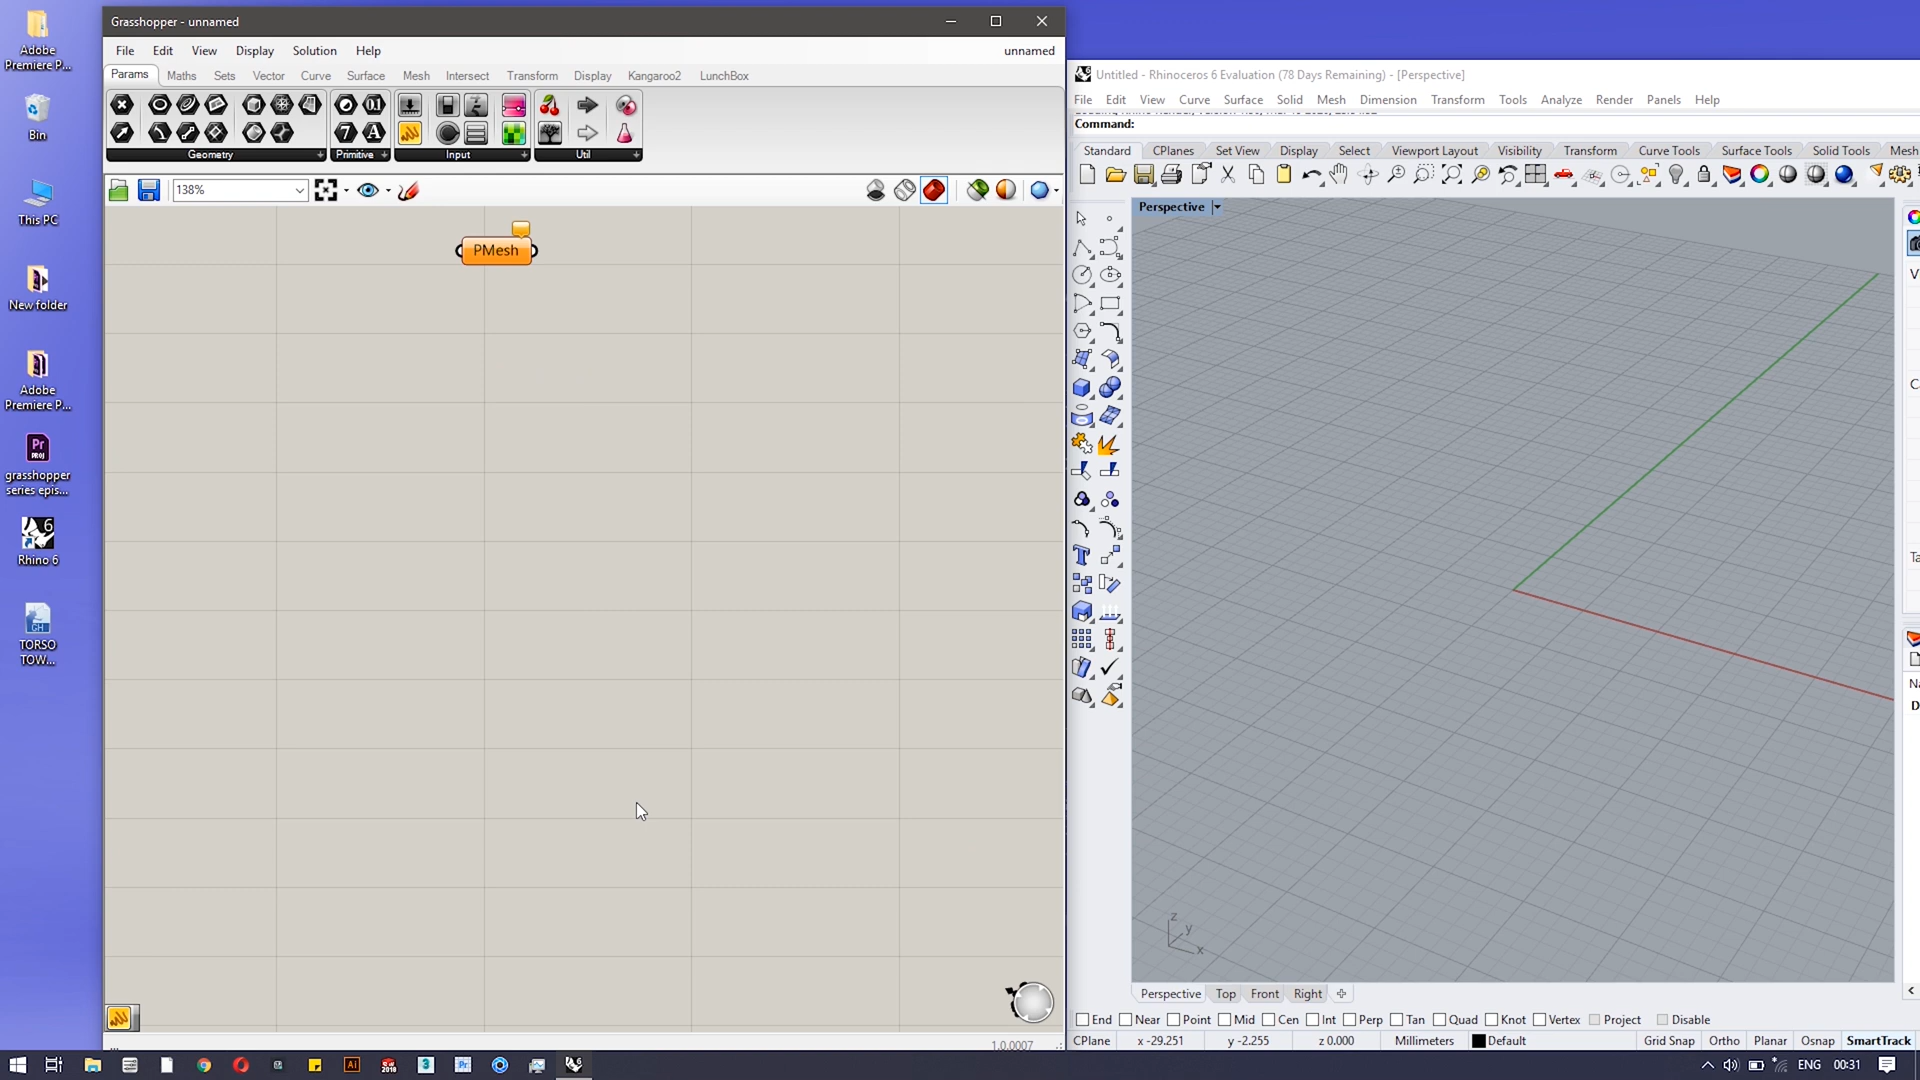 Adobe
Premiere P...
Bin
This PC
New folder
Adobe
Premiere P...
Pr
PROJ
grasshopper
series epis...
6
Rhino 6
GH
TORSO
TOW...
Grasshopper - unnamed
File Edit View Display Solution Help
unnamed
Params Maths Sets Vector Curve Surface Mesh Intersect Transform Display Kangaroo2 LunchBox
Geometry
Primitive
Input
Util
138%
PMesh
1.0.0007
Untitled - Rhinoceros 6 Evaluation (78 Days Remaining) - [Perspective]
File Edit View Curve Surface Solid Mesh Dimension Transform Tools Analyze Render Panels Help
Command:
Standard CPlanes Set View Display Select Viewport Layout Visibility Transform Curve Tools Surface Tools Solid Tools Mesh
Perspective
z
y
x
Perspective Top Front Right
End Near Point Mid Cen Int Perp Tan Quad Knot Vertex Project Disable
CPlane x -29.251 y -2.255 z 0.000 Millimeters Default Grid Snap Ortho Planar Osnap SmartTrack
ENG 00:31